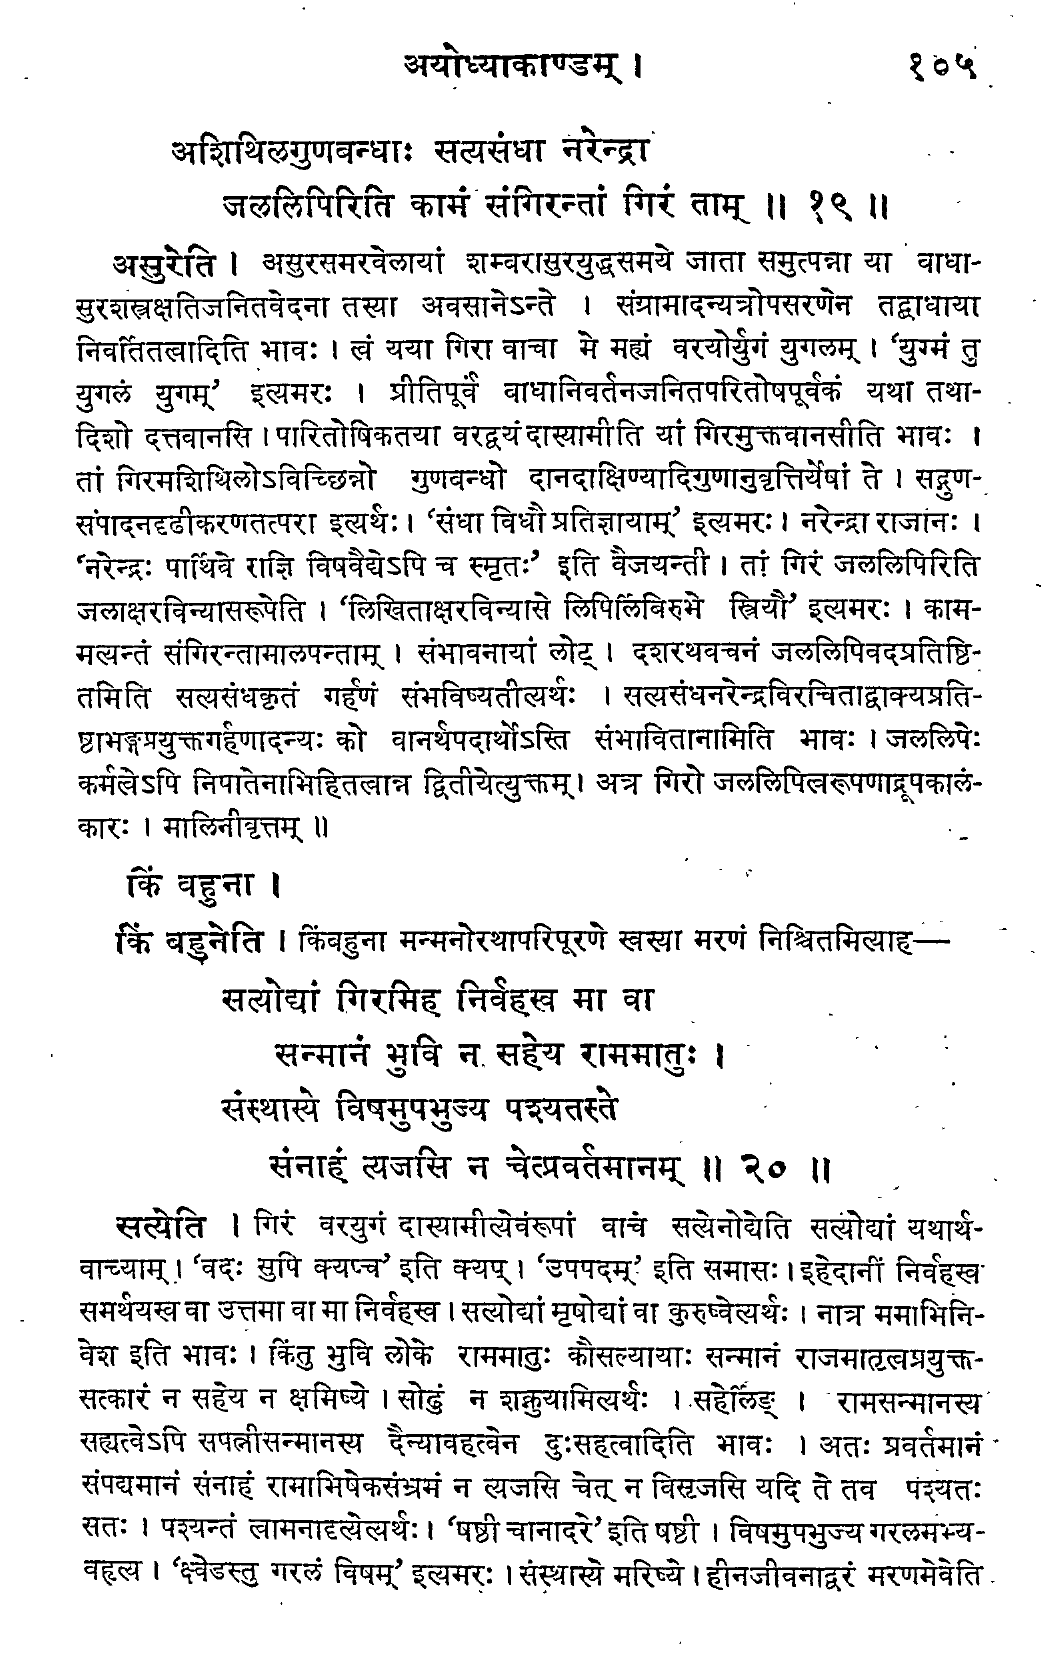 अयोध्याकाण्डम् । १०५
अशिथिलगुणबन्धाः सत्यसंधा नरेन्द्रा
जललिपिरिति कामं संगिरन्तां गिरं ताम् ॥ १९ ॥
असुरेति । असुरसमरवेलायां शम्बरासुरयुद्धसमये जाता समुत्पन्ना या बाधा-
सुरशस्त्रक्षतिजनितवेदना तस्या अवसानेऽन्ते । संग्रामादन्यत्रोपसरणेन तद्बाधाया
निवर्तितत्वादिति भावः । त्वं यया गिरा वाचा मे मह्यं वरयोर्युगं युगलम् । ‘युग्मं तु
युगलं युगम्’ इत्यमरः । प्रीतिपूर्वं बाधानिवर्तनजनितपरितोषपूर्वकं यथा तथा-
दिशो दत्तवानसि । पारितोषिकतया वरद्वयं दास्यामीति यां गिरमुक्तवानसीति भावः ।
तां गिरमशिथिलोऽविच्छिन्नो गुणबन्धो दानदाक्षिण्यादिगुणानुवृत्तिर्येषां ते । सद्गुण-
संपादनदृढीकरणतत्परा इत्यर्थः । ‘संधा विधौ प्रतिज्ञायाम्’ इत्यमरः । नरेन्द्रा राजानः ।
‘नरेन्द्रः पार्थिवे राज्ञि विषवैद्येऽपि च स्मृतः’ इति वैजयन्ती । तां गिरं जललिपिरिति
जलाक्षरविन्यासरूपेति । ‘लिखिताक्षरविन्यासे लिपिर्लिबिरुभे स्त्रियौ’ इत्यमरः । काम-
मत्यन्तं संगिरन्तामालपन्ताम् । संभावनायां लोट् । दशरथवचनं जललिपिवदप्रतिष्ठि-
तमिति सत्यसंधकृतं गर्हणं संभविष्यतीत्यर्थः । सत्यसंधनरेन्द्रविरचिताद्वाक्यप्रति-
ष्ठाभङ्गप्रयुक्तगर्हणादन्यः को वानर्थपदार्थोऽस्ति संभावितानामिति भावः । जललिपेः
कर्मत्वेऽपि निपातेनाभिहितत्वान्न द्वितीयेत्युक्तम् । अत्र गिरो जललिपित्वरूपणाद्रूपकालं-
कारः । मालिनीवृत्तम् ॥
किं बहुना ।
किं बहुनेति । किंबहुना मन्मनोरथापरिपूरणे स्वस्या मरणं निश्चितमित्याह—
सत्योद्यां गिरमिह निर्वहस्व मा वा
सन्मानं भुवि न सहेय राममातुः ।
संस्थास्ये विषमुपभुज्य पश्यतस्ते
संनाहं त्यजसि न चेत्प्रवर्तमानम् ॥ २० ॥
सत्येति । गिरं वरयुगं दास्यामीत्येवंरूपां वाचं सत्येनोद्येति सत्योद्यां यथार्थ-
वाच्याम् । ‘वदः सुपि क्यप्च’ इति क्यप् । ‘उपपदम्’ इति समासः । इहेदानीं निर्वहस्व
समर्थयस्व वा उत्तमा वा मा निर्वहस्व । सत्योद्यां मृषोद्यां वा कुरुष्वेत्यर्थः । नात्र ममाभिनि-
वेश इति भावः । किंतु भुवि लोके राममातुः कौसल्यायाः सन्मानं राजमातृत्वप्रयुक्त-
सत्कारं न सहेय न क्षमिष्ये । सोढुं न शक्नुयामित्यर्थः । सहेर्लिङ् । रामसन्मानस्य
सह्यत्वेऽपि सपत्नीसन्मानस्य दैन्यावहत्वेन दुःसहत्वादिति भावः । अतः प्रवर्तमानं
संपद्यमानं संनाहं रामाभिषेकसंभ्रमं न त्यजसि चेत् न विसृजसि यदि ते तव पश्यतः
सतः । पश्यन्तं त्वामनादृत्येत्यर्थः । ‘षष्ठी चानादरे’ इति षष्ठी । विषमुपभुज्य गरलमभ्य-
वहृत्य । ‘क्ष्वेडस्तु गरलं विषम्’ इत्यमरः । संस्थास्ये मरिष्ये । हीनजीवनाद्वरं मरणमेवेति